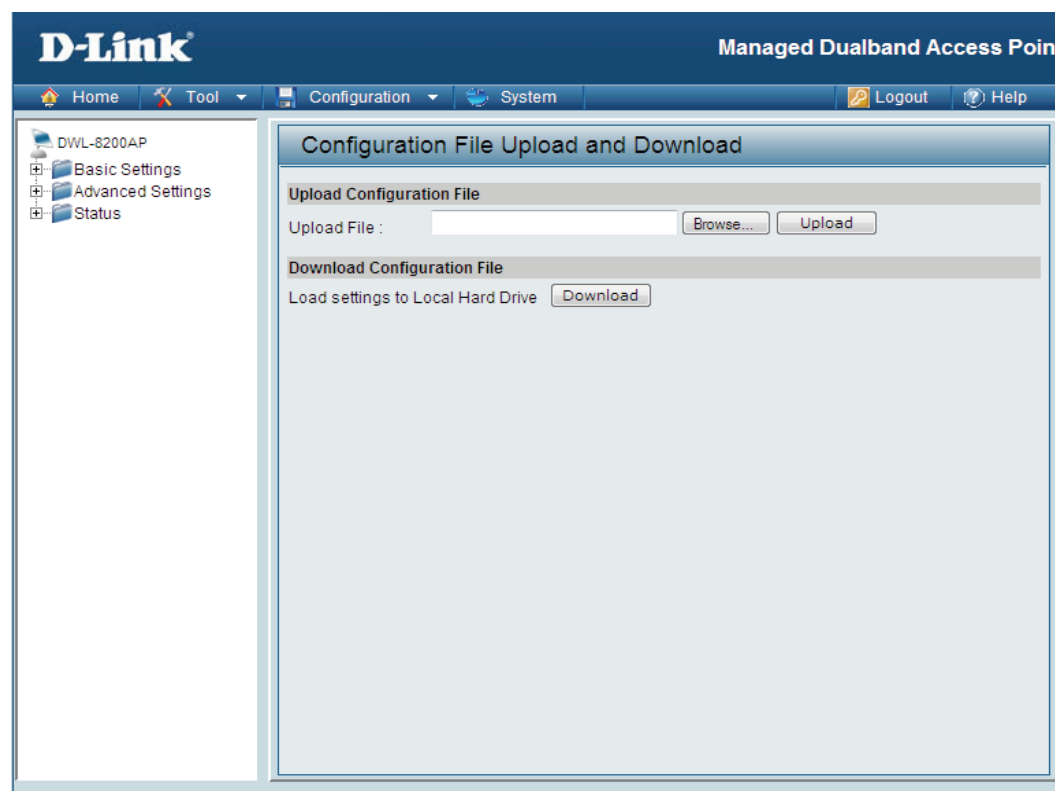 D-Link
Managed Dualband Access Poin
Home Tool Configuration System Logout Help
DWL-8200AP
Basic Settings
Advanced Settings
Status
Configuration File Upload and Download
Upload Configuration File
Upload File : Browse... Upload
Download Configuration File
Load settings to Local Hard Drive Download